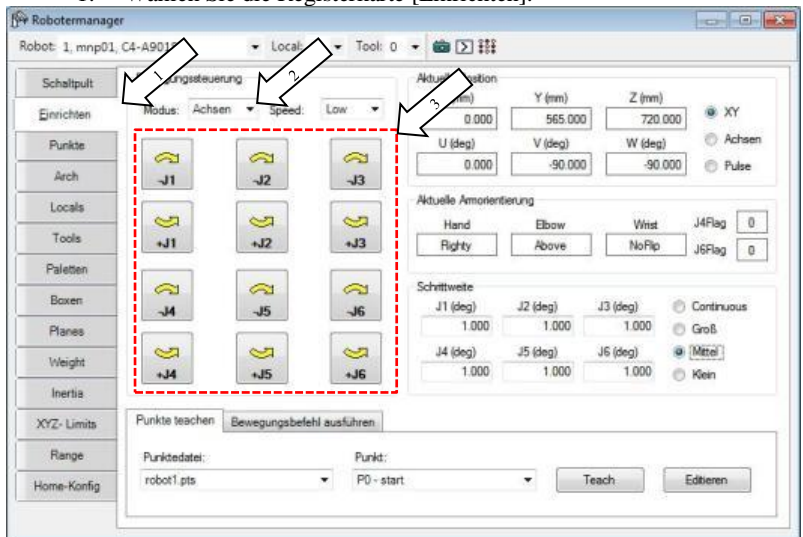 1. Wählen Sie die Registerkarte [Einrichten].
Robotermanager
Robot: 1, mnp01, C4-A901 Local: Tool: 0
Schaltpult
Einrichten
Punkte
Arch
Locals
Tools
Paletten
Boxen
Planes
Weight
Inertia
XYZ- Limits
Range
Home-Konfig
1
2
3
Modus: Achsen Speed: Low
-J1 -J2 -J3
+J1 +J2 +J3
-J4 -J5 -J6
+J4 +J5 +J6
Y (mm) Z (mm)
0.000 565.000 720.000
U (deg) V (deg) W (deg)
0.000 -90.000 -90.000
XY
Achsen
Pulse
Aktuelle Armorientierung
Hand Elbow Wrist J4Flag 0
Righty Above NoFlip J6Flag 0
Schrittweite
J1 (deg) J2 (deg) J3 (deg)
1.000 1.000 1.000
J4 (deg) J5 (deg) J6 (deg)
1.000 1.000 1.000
Continuous
Groß
Mittel
Klein
Punkte teachen Bewegungsbefehl ausführen
Punktedatei: Punkt:
robot1.pts P0 - start Teach Editieren